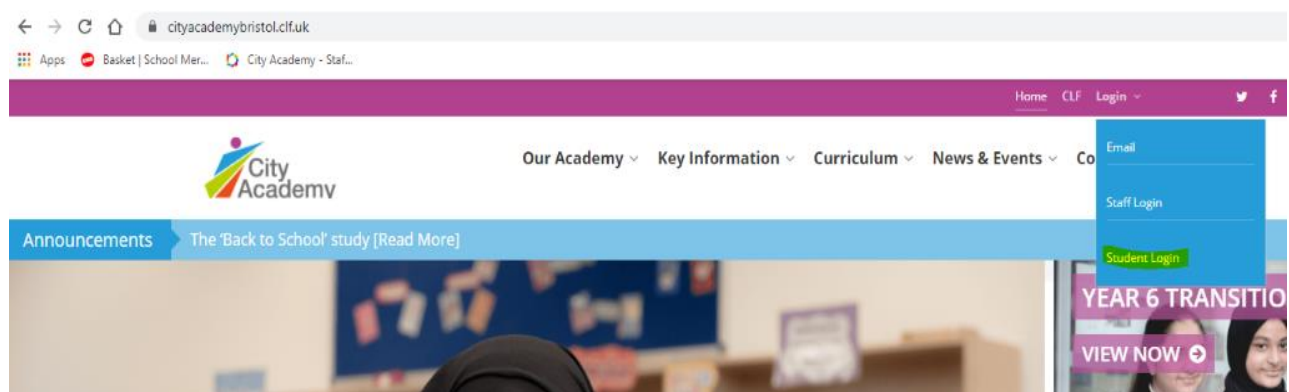 cityacademybristol.clf.uk
Apps Basket | School Mer... City Academy - Staf...
Home CLF Login
City
Academy
Our Academy Key Information Curriculum News & Events Co
Email
Staff Login
Student Login
Announcements The 'Back to School' study [Read More]
YEAR 6 TRANSITIO
VIEW NOW